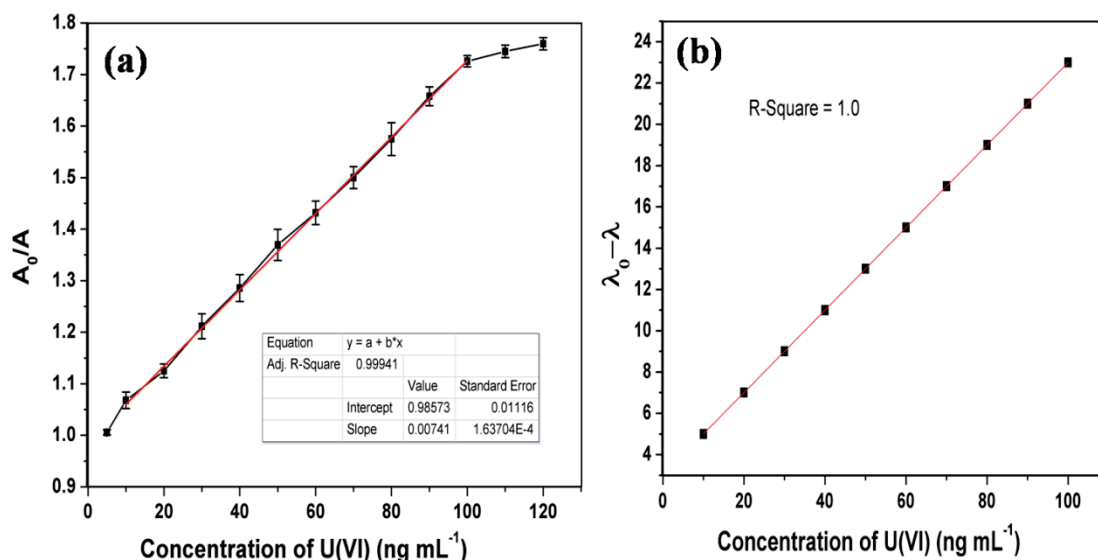 (a)
1.8
1.7
1.6
1.5
1.4
1.3
1.2
1.1
1.0
0.9
A₀/A
Equation y = a + b*x
Adj. R-Square 0.99941
Value Standard Error
Intercept 0.98573 0.01116
Slope 0.00741 1.63704E-4
0 20 40 60 80 100 120
Concentration of U(VI) (ng mL⁻¹)
(b)
R-Square = 1.0
24
22
20
18
16
14
12
10
8
6
4
λ₀−λ
20 40 60 80 100
Concentration of U(VI) (ng mL⁻¹)